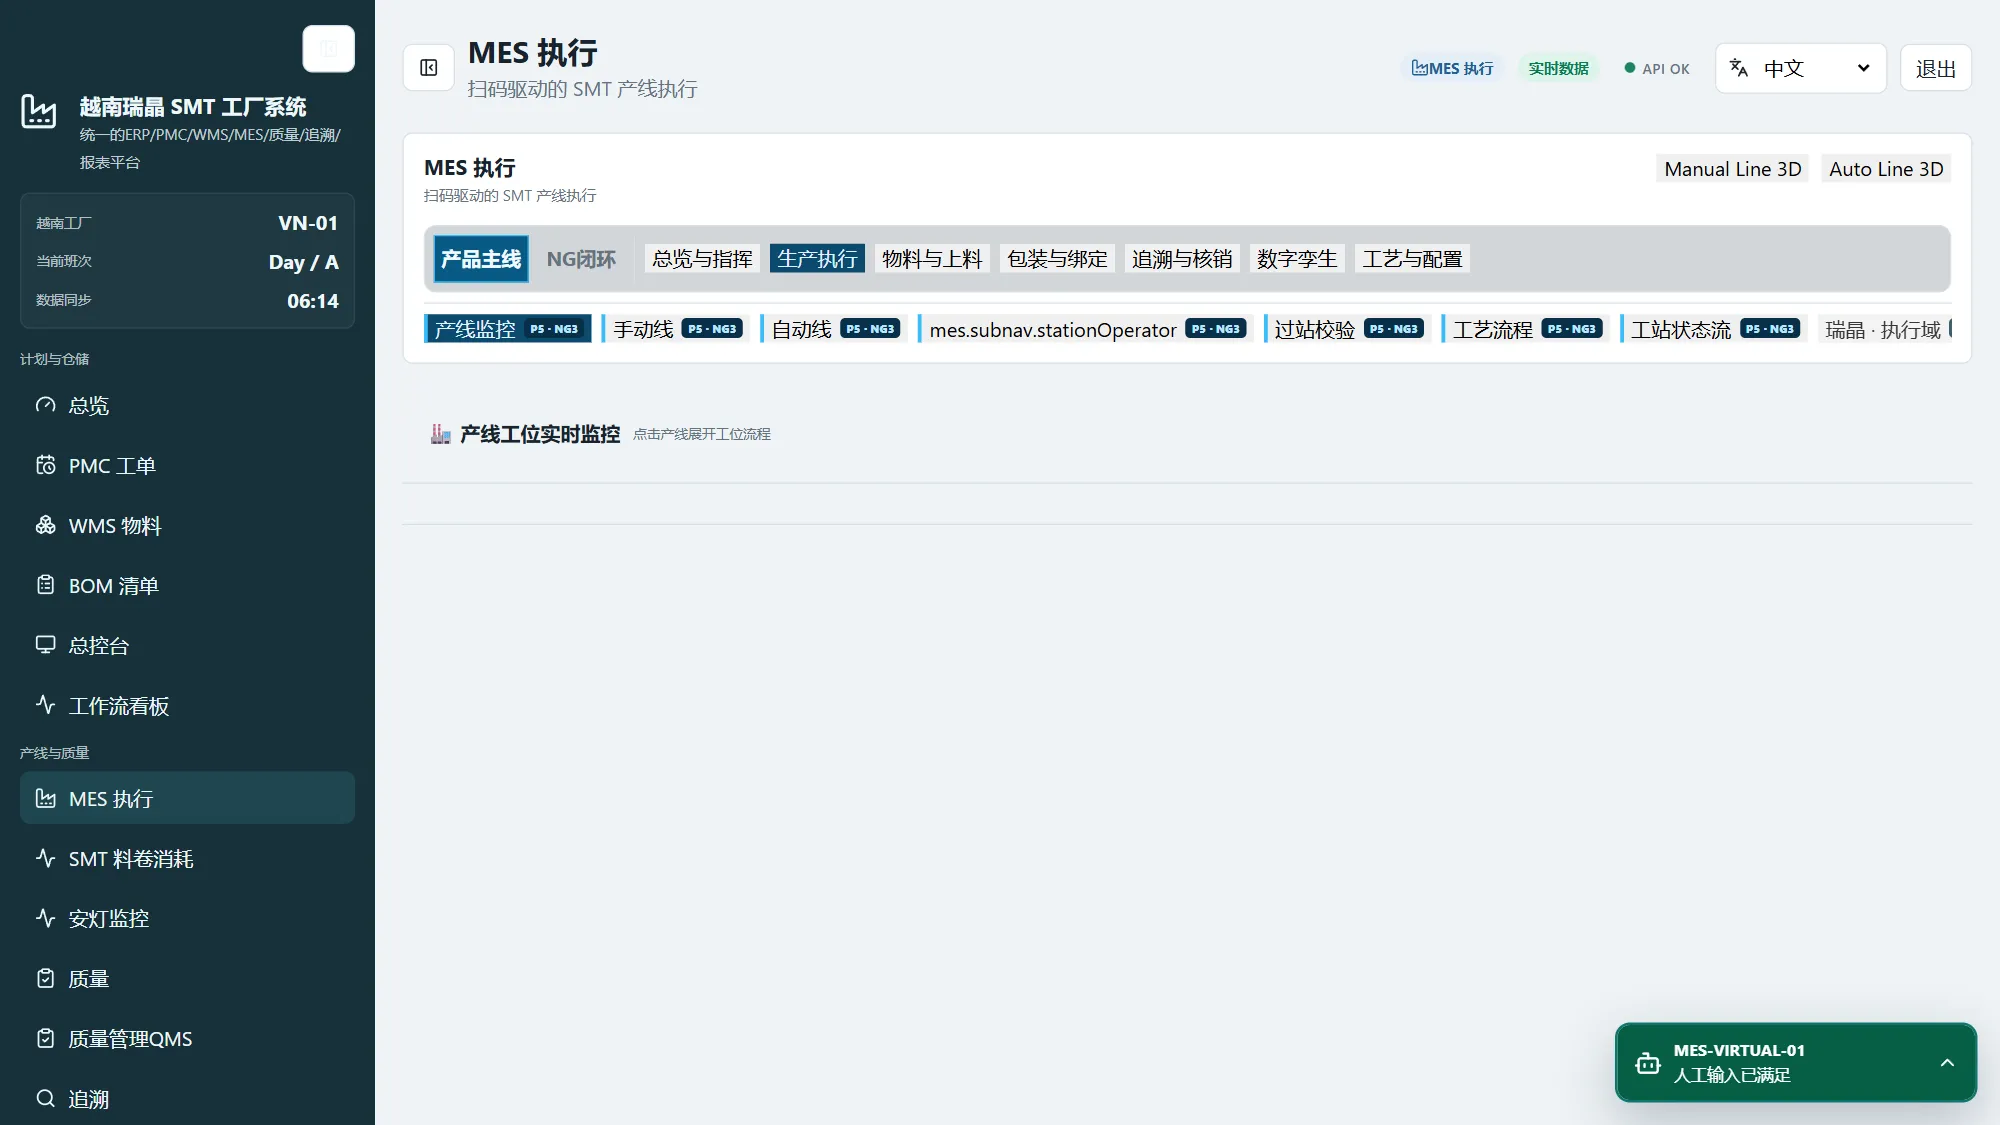 越南瑞晶 SMT 工厂系统
统一的ERP/PMC/WMS/MES/质量/追溯/
报表平台
越南工厂 VN-01
当前班次 Day / A
数据同步 06:14
计划与仓储
总览
PMC 工单
WMS 物料
BOM 清单
总控台
工作流看板
产线与质量
MES 执行
SMT 料卷消耗
安灯监控
质量
质量管理QMS
追溯
MES 执行
扫码驱动的 SMT 产线执行
MES 执行 实时数据 API OK 中文 退出
MES 执行
扫码驱动的 SMT 产线执行
Manual Line 3D Auto Line 3D
产品主线 NG闭环 总览与指挥 生产执行 物料与上料 包装与绑定 追溯与核销 数字孪生 工艺与配置
产线监控 P5 · NG3 手动线 P5 · NG3 自动线 P5 · NG3 mes.subnav.stationOperator P5 · NG3 过站校验 P5 · NG3 工艺流程 P5 · NG3 工站状态流 P5 · NG3 瑞晶 · 执行域
产线工位实时监控 点击产线展开工位流程
MES-VIRTUAL-01
人工输入已满足